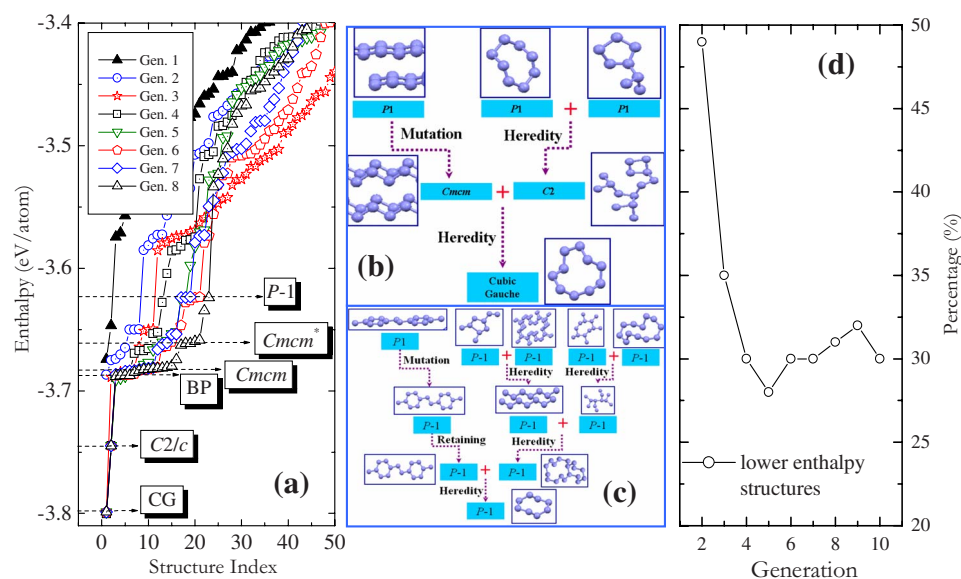 -3.4
-3.5
-3.6
-3.7
-3.8
Enthalpy (eV/atom)
Gen. 1
Gen. 2
Gen. 3
Gen. 4
Gen. 5
Gen. 6
Gen. 7
Gen. 8
P-1
Cmcm*
Cmcm
BP
C2/c
CG
(a)
0 10 20 30 40 50
Structure Index
P1 P1 + P1
Mutation Heredity
Cmcm + C2
Heredity
(b)
Cubic
Gauche
P1 P-1 + P-1 P-1 + P-1
Mutation
Heredity Heredity
P-1 P-1 + P-1
Retaining Heredity
P-1 + P-1
Heredity
P-1
(c)
(d)
50
45
40
35
30
25
20
Percentage (%)
lower enthalpy
structures
2 4 6 8 10
Generation